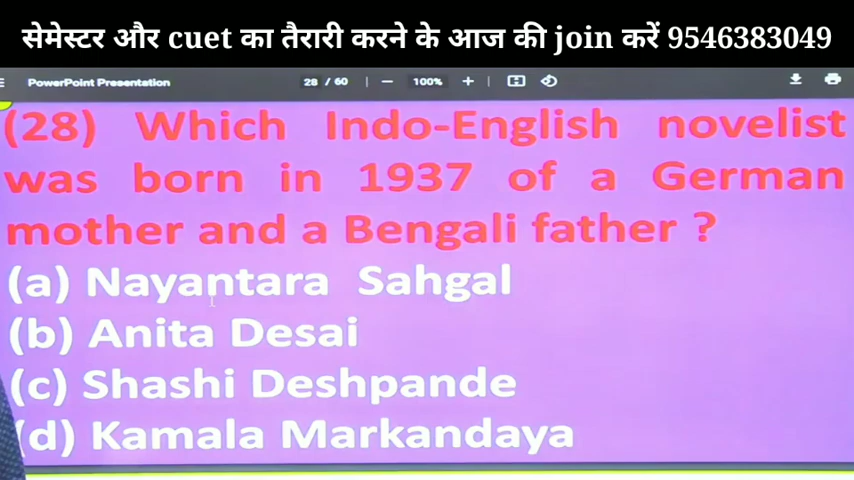 सेमेस्टर और cuet का तैरारी करने के आज की join करें 9546383049
PowerPoint Presentation 28 / 60 | − 100% + |
(28) Which Indo-English novelist
was born in 1937 of a German
mother and a Bengali father ?
(a) Nayantara Sahgal
(b) Anita Desai
(c) Shashi Deshpande
(d) Kamala Markandaya